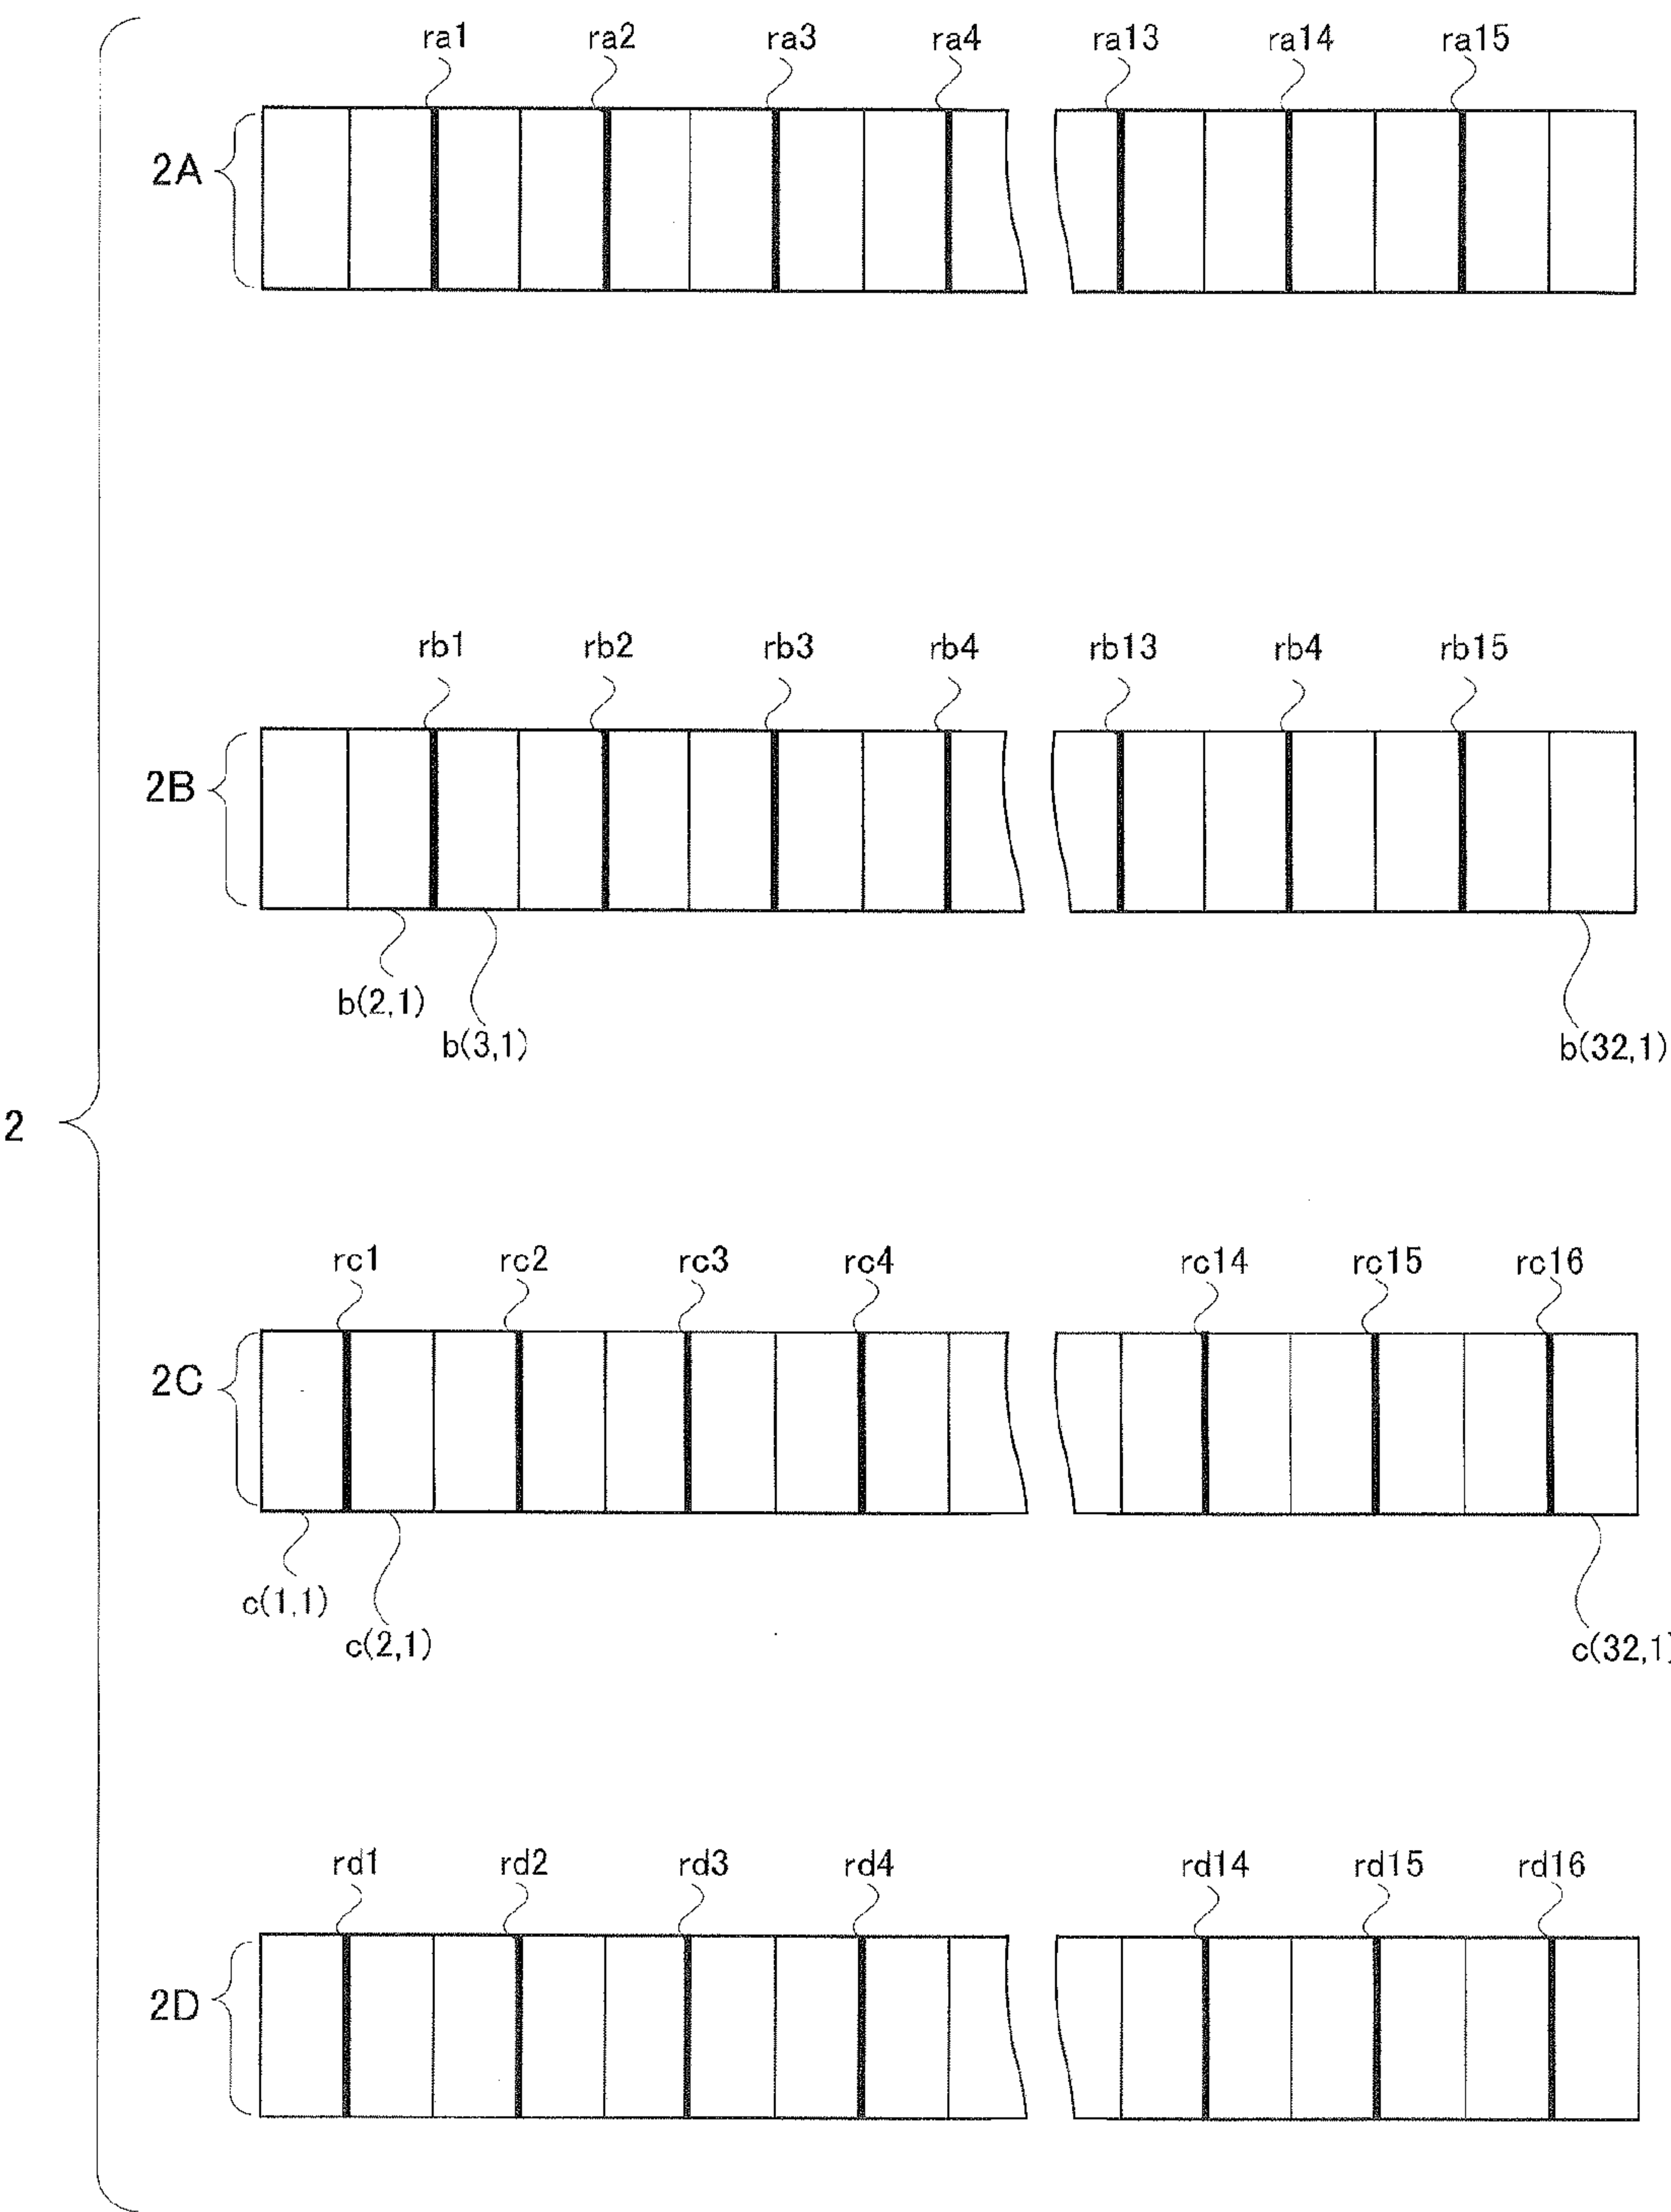 ra1 ra2 ra3 ra4 ra13 ra14 ra15
2A
rb1 rb2 rb3 rb4 rb13 rb4 rb15
2B
b(2,1)
b(3,1) b(32,1)
2
rc1 rc2 rc3 rc4 rc14 rc15 rc16
2C
c(1,1)
c(2,1) c(32,1)
rd1 rd2 rd3 rd4 rd14 rd15 rd16
2D